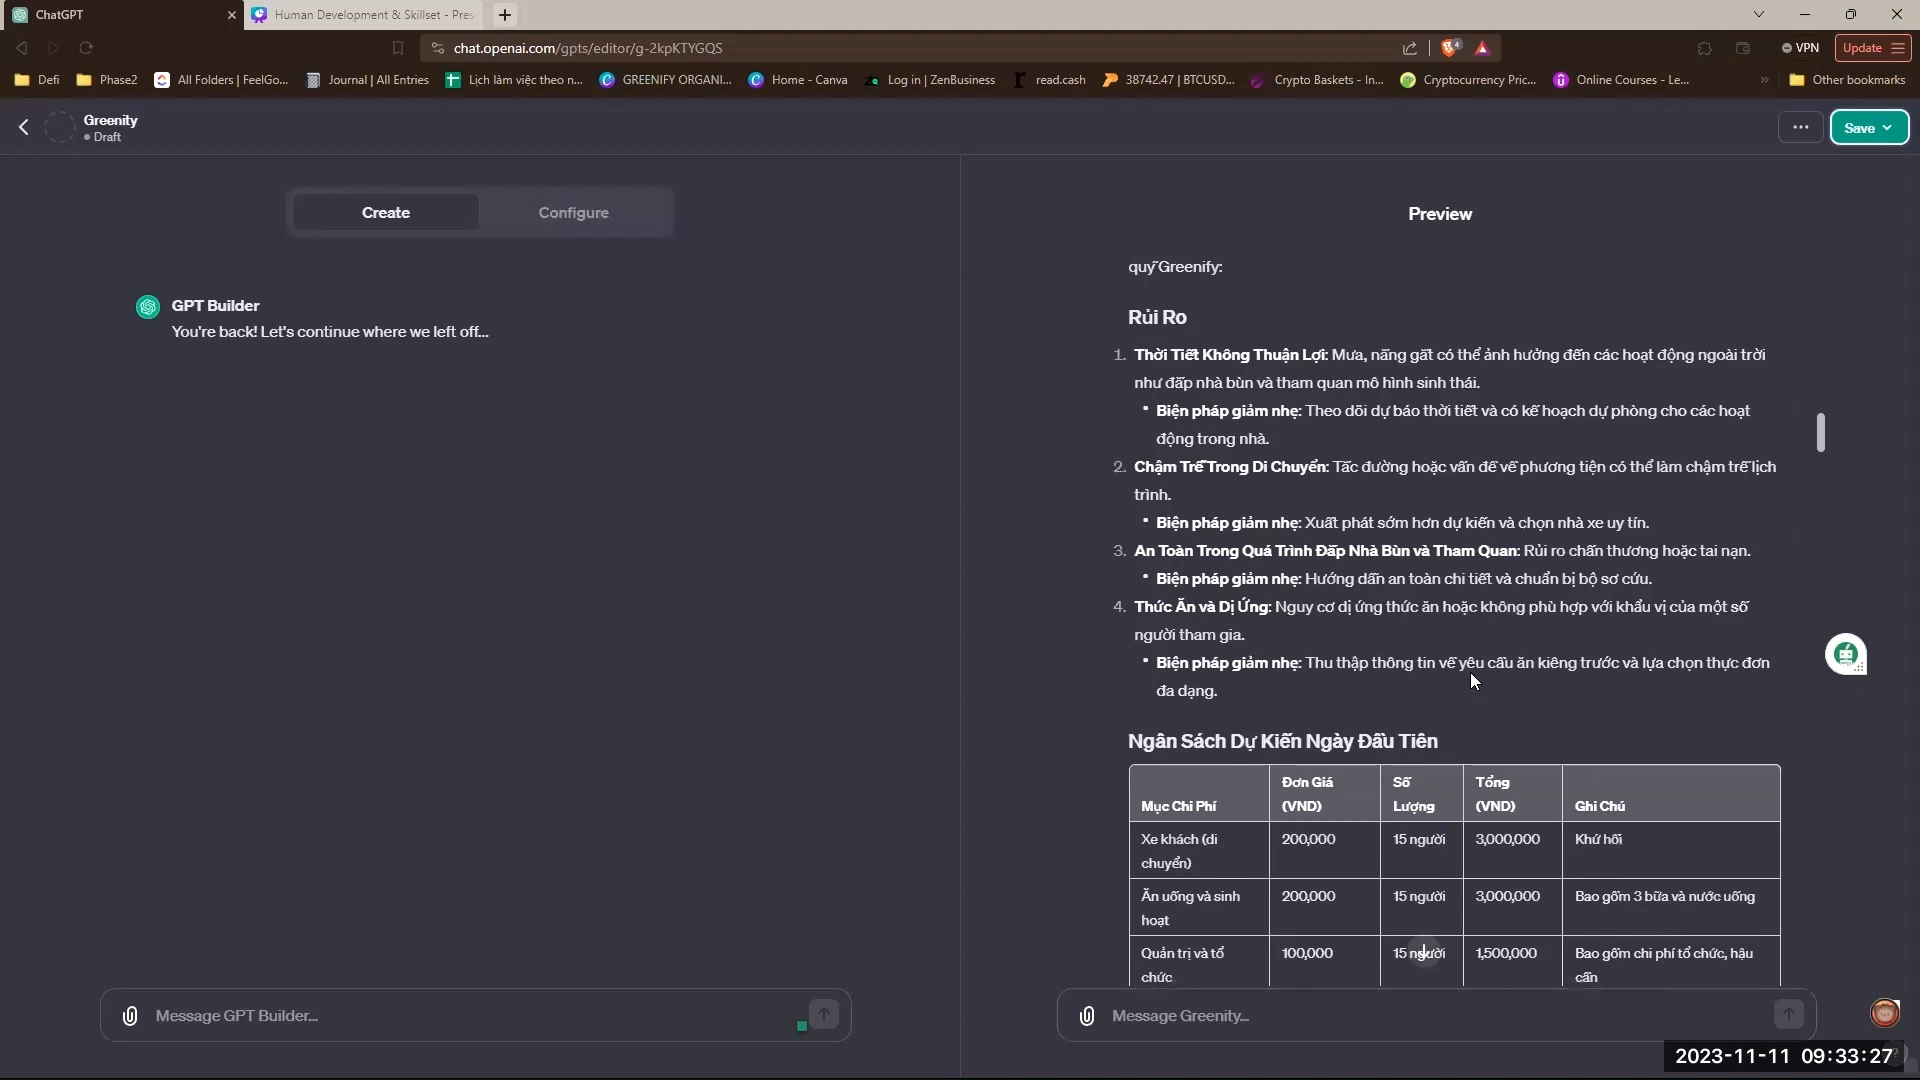 ChatGPT
Human Development & Skillset - Pres
chat.openai.com/gpts/editor/g-2kpKTYGQS
4
VPN
Update
Defi
Phase2
All Folders | FeelGo...
Journal | All Entries
Lịch làm việc theo n...
GREENIFY ORGANI...
Home - Canva
Log in | ZenBusiness
read.cash
38742.47 | BTCUSD...
Crypto Baskets - In...
Cryptocurrency Pric...
Online Courses - Le...
Other bookmarks
Greenity
Draft
Save
Create
Configure
GPT Builder
You're back! Let's continue where we left off...
Message GPT Builder...
Preview
quỹ Greenify:
Rủi Ro
1. Thời Tiết Không Thuận Lợi: Mưa, nắng gắt có thể ảnh hưởng đến các hoạt động ngoài trời
như đắp nhà bùn và tham quan mô hình sinh thái.
• Biện pháp giảm nhẹ: Theo dõi dự báo thời tiết và có kế hoạch dự phòng cho các hoạt
động trong nhà.
2. Chậm Trễ Trong Di Chuyển: Tắc đường hoặc vấn đề về phương tiện có thể làm chậm trễ lịch
trình.
• Biện pháp giảm nhẹ: Xuất phát sớm hơn dự kiến và chọn nhà xe uy tín.
3. An Toàn Trong Quá Trình Đắp Nhà Bùn và Tham Quan: Rủi ro chấn thương hoặc tai nạn.
• Biện pháp giảm nhẹ: Hướng dẫn an toàn chi tiết và chuẩn bị bộ sơ cứu.
4. Thức Ăn và Dị Ứng: Nguy cơ dị ứng thức ăn hoặc không phù hợp với khẩu vị của một số
người tham gia.
• Biện pháp giảm nhẹ: Thu thập thông tin về yêu cầu ăn kiêng trước và lựa chọn thực đơn
đa dạng.
Ngân Sách Dự Kiến Ngày Đầu Tiên
Mục Chi Phí
Đơn Giá
(VND)
Số
Lượng
Tổng
(VND)
Ghi Chú
Xe khách (di
chuyển)
200,000
15 người
3,000,000
Khứ hồi
Ăn uống và sinh
hoạt
200,000
15 người
3,000,000
Bao gồm 3 bữa và nước uống
Quản trị và tổ
chức
100,000
15 người
1,500,000
Bao gồm chi phí tổ chức, hậu
cần
Message Greenity...
2023-11-11 09:33:27